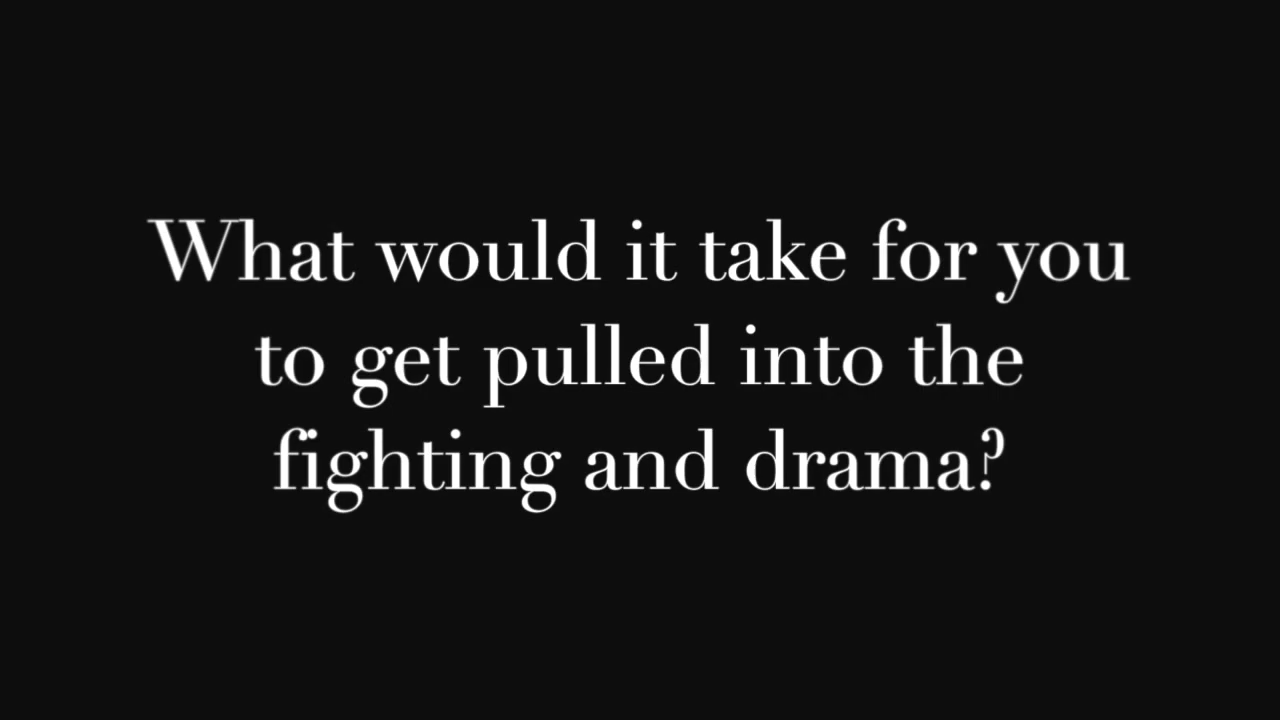 What would it take for you
to get pulled into the
fighting and drama?